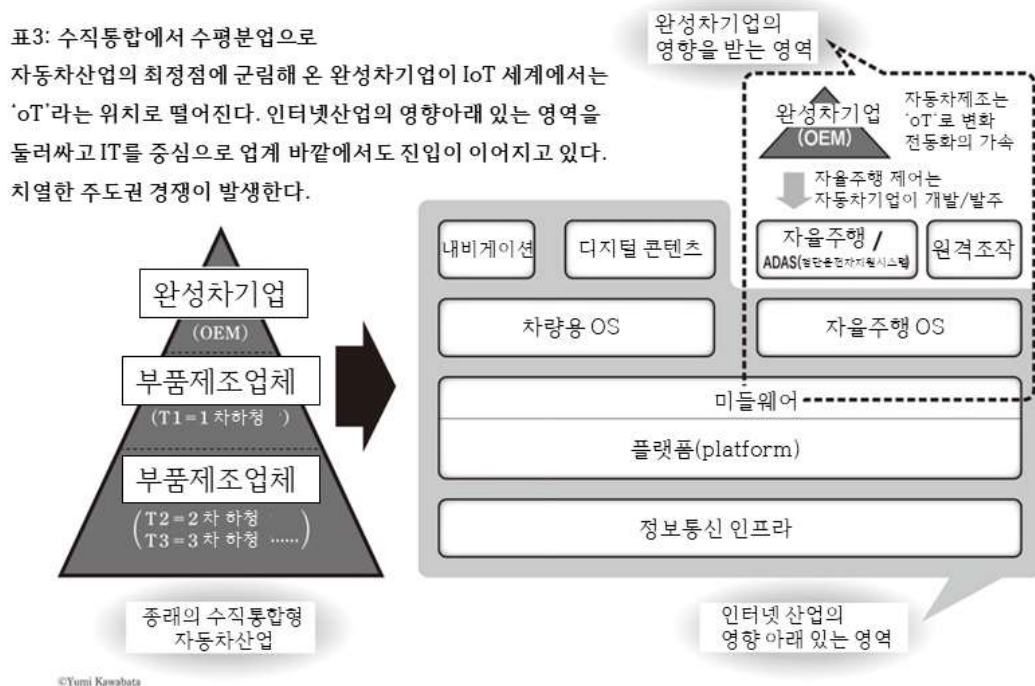 표3: 수직통합에서 수평분업으로
자동차산업의 최정점에 군림해 온 완성차기업이 IoT 세계에서는
‘oT’라는 위치로 떨어진다. 인터넷산업의 영향아래 있는 영역을
둘러싸고 IT를 중심으로 업계 바깥에서도 진입이 이어지고 있다.
치열한 주도권 경쟁이 발생한다.
완성차기업의
영향을 받는 영역
완성차기업
(OEM)
자동차제조는
‘oT’로 변화
전동화의 가속
자율주행 제어는
자동차기업이 개발/발주
내비게이션
디지털 콘텐츠
자율주행 /
ADAS(첨단운전자지원시스템)
원격조작
차량용 OS
자율주행 OS
미들웨어
플랫폼(platform)
정보통신 인프라
완성차기업
(OEM)
부품제조업체
(T1=1차하청 )
부품제조업체
(T2=2차 하청
T3=3차 하청 ……)
종래의 수직통합형
자동차산업
인터넷 산업의
영향 아래 있는 영역
©Yumi Kawabata